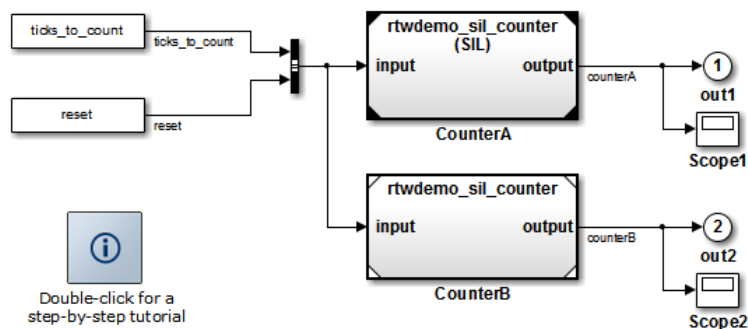 ticks_to_count
ticks_to_count
reset
reset
rtwdemo_sil_counter
(SIL)
input
output
counterA
CounterA
1
out1
Scope1
rtwdemo_sil_counter
input
output
counterB
CounterB
2
out2
Scope2
Double-click for a
step-by-step tutorial